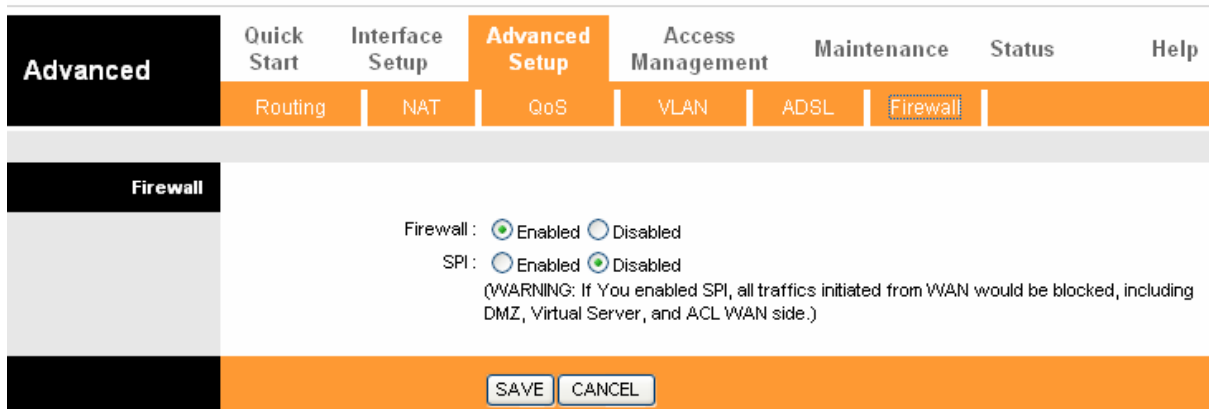 Advanced
Quick Start
Interface Setup
Advanced Setup
Access Management
Maintenance
Status
Help
Routing
NAT
QoS
VLAN
ADSL
Firewall
Firewall
Firewall : Enabled Disabled
SPI : Enabled Disabled
(WARNING: If You enabled SPI, all traffics initiated from WAN would be blocked, including
DMZ, Virtual Server, and ACL WAN side.)
SAVE CANCEL